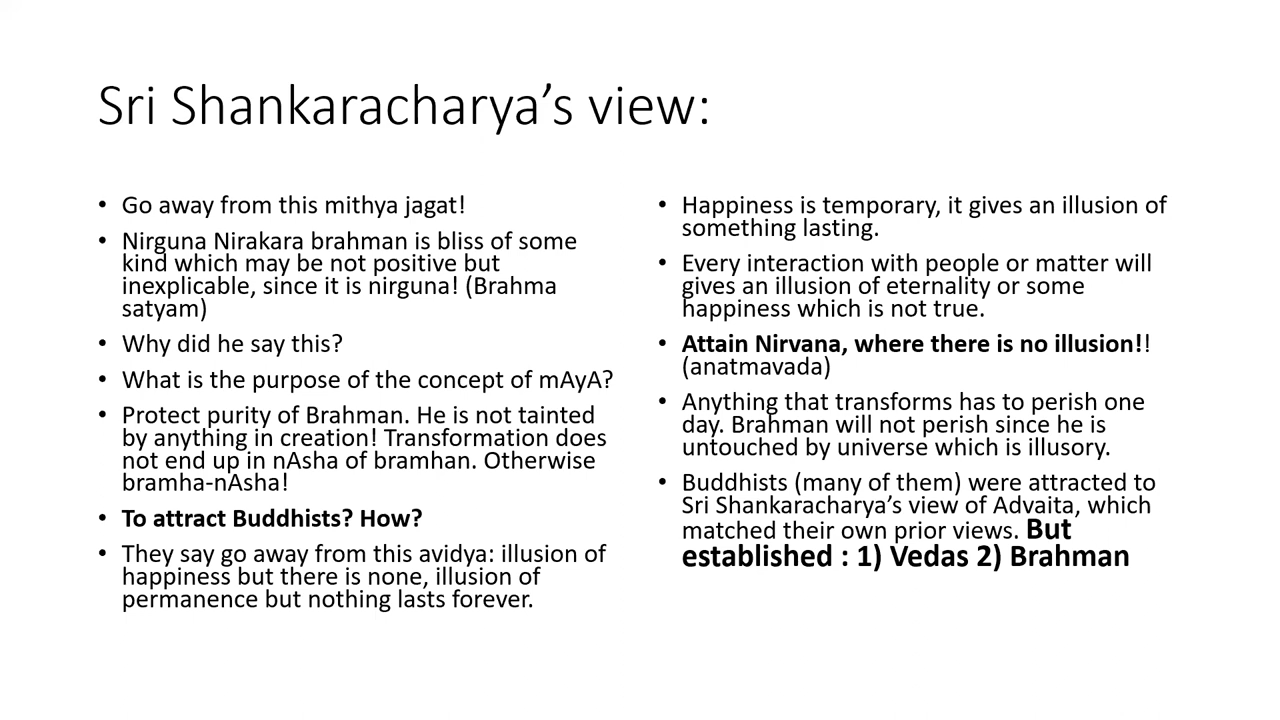 Sri Shankaracharya’s view:
• Go away from this mithya jagat!
• Nirguna Nirakara brahman is bliss of some
kind which may be not positive but
inexplicable, since it is nirguna! (Brahma
satyam)
• Why did he say this?
• What is the purpose of the concept of mAyA?
• Protect purity of Brahman. He is not tainted
by anything in creation! Transformation does
not end up in nAsha of bramhan. Otherwise
bramha-nAsha!
• To attract Buddhists? How?
• They say go away from this avidya: illusion of
happiness but there is none, illusion of
permanence but nothing lasts forever.
• Happiness is temporary, it gives an illusion of
something lasting.
• Every interaction with people or matter will
gives an illusion of eternality or some
happiness which is not true.
• Attain Nirvana, where there is no illusion!!
(anatmavada)
• Anything that transforms has to perish one
day. Brahman will not perish since he is
untouched by universe which is illusory.
• Buddhists (many of them) were attracted to
Sri Shankaracharya’s view of Advaita, which
matched their own prior views. But
established : 1) Vedas 2) Brahman